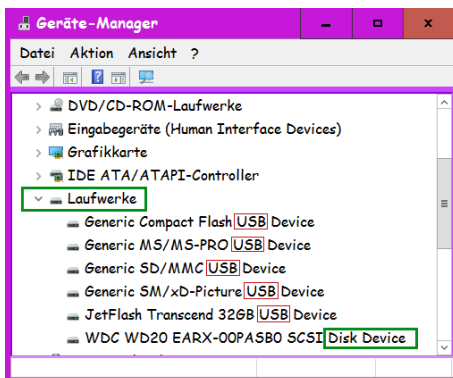 Geräte-Manager
Datei Aktion Ansicht ?
DVD/CD-ROM-Laufwerke
Eingabegeräte (Human Interface Devices)
Grafikkarte
IDE ATA/ATAPI-Controller
Laufwerke
Generic Compact Flash USB Device
Generic MS/MS-PRO USB Device
Generic SD/MMC USB Device
Generic SM/xD-Picture USB Device
JetFlash Transcend 32GB USB Device
WDC WD20 EARX-00PASB0 SCSI Disk Device